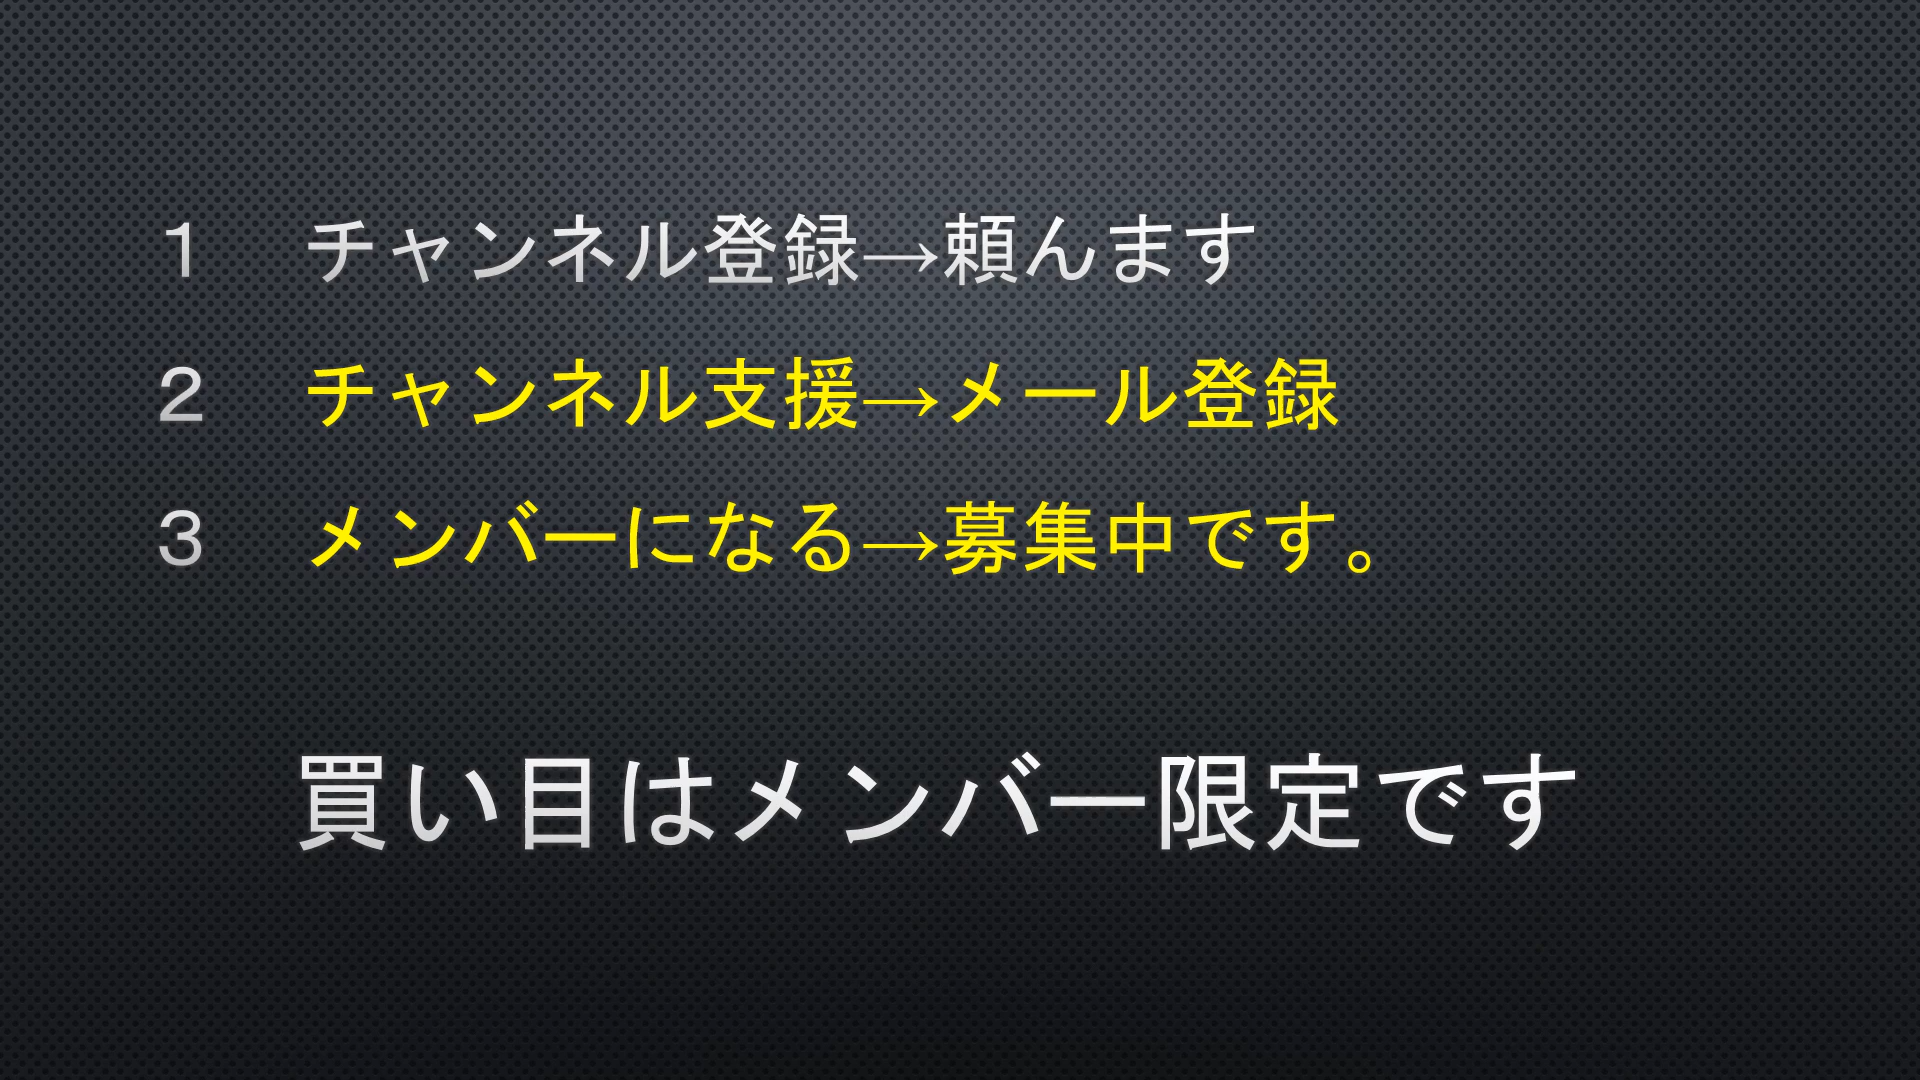 １　チャンネル登録→頼んます
２　チャンネル支援→メール登録
３　メンバーになる→募集中です。
買い目はメンバー限定です